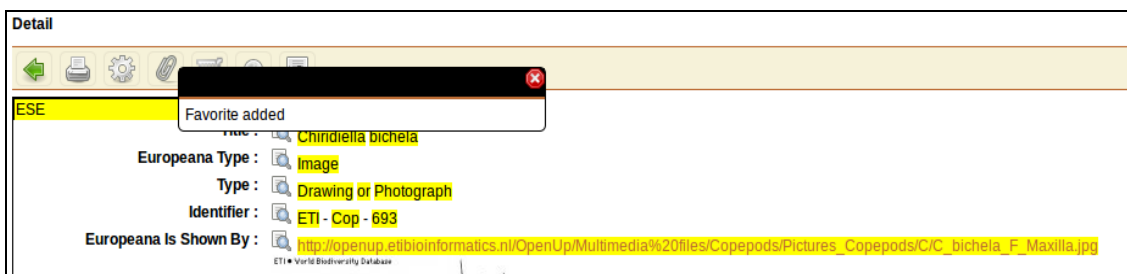 Detail
ESE
Favorite added
Title : Chiridiella bichela
Europeana Type : Image
Type : Drawing or Photograph
Identifier : ETI - Cop - 693
Europeana Is Shown By : http://openup.etibioinformatics.nl/OpenUp/Multimedia%20files/Copepods/Pictures_Copepods/C/C_bichela_F_Maxilla.jpg
ETI ● World Biodiversity Database